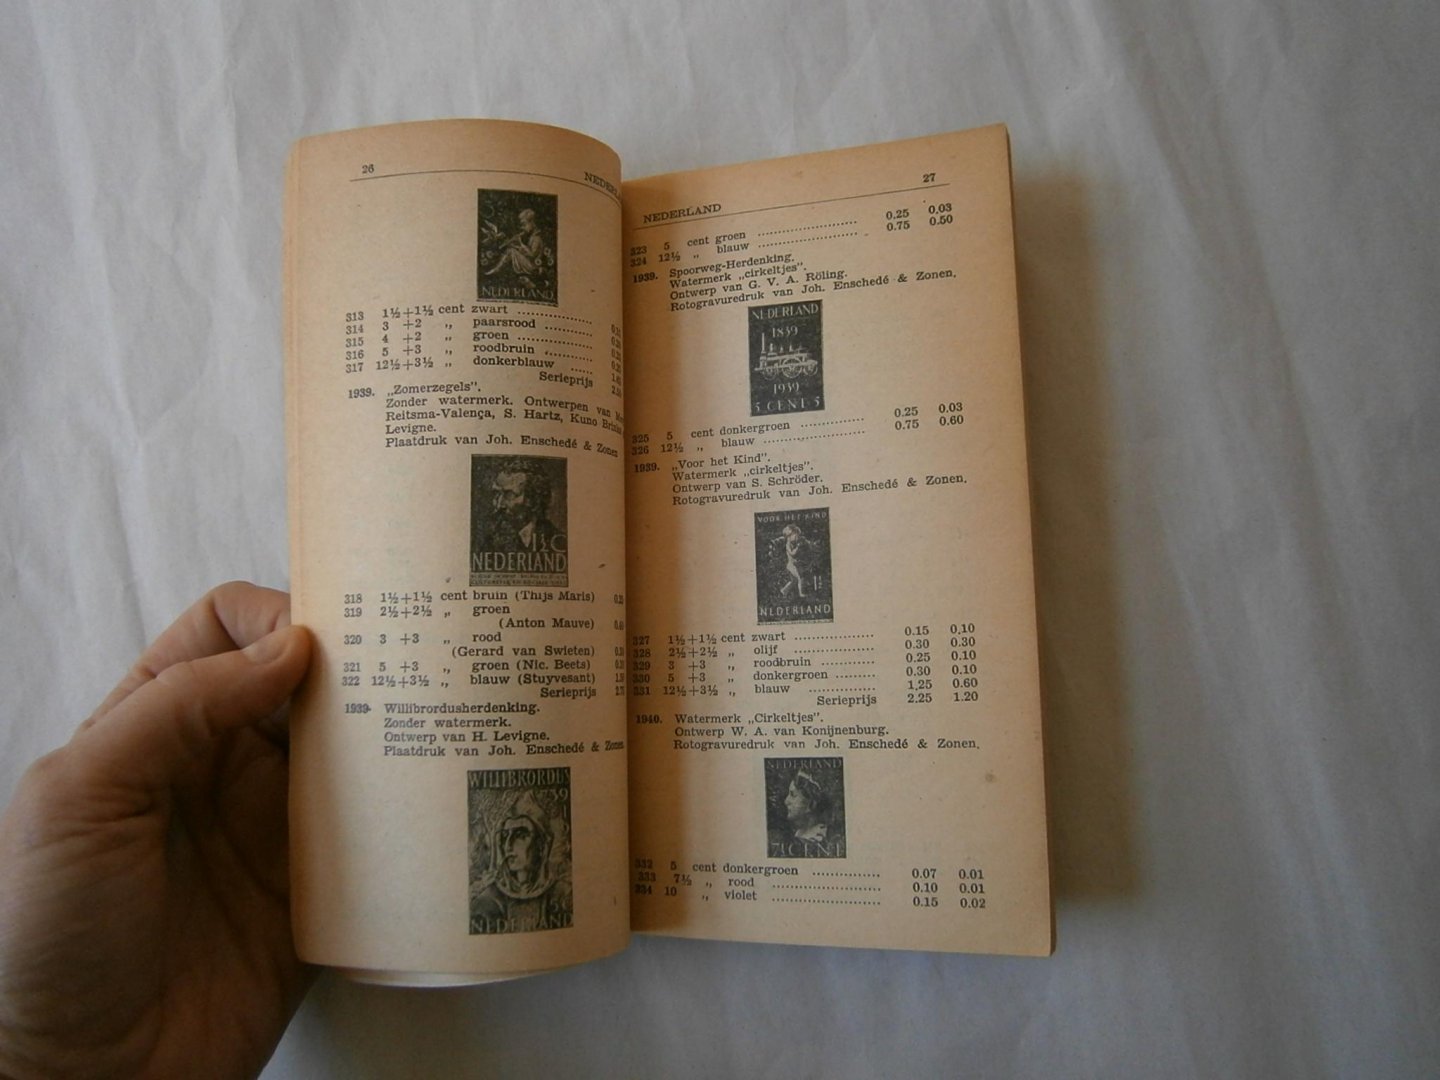 26
313 1½+1½ cent zwart ..................
314 3 +2 „ paarsrood ............
315 4 +2 „ groen ..................
316 5 +3 „ roodbruin ............
317 12½+3½ „ donkerblauw ......
Serieprijs
1939. „Zomerzegels".
Zonder watermerk. Ontwerpen van
Reitsma-Valença, S. Hartz, Kuno
Levigne.
Plaatdruk van Joh. Enschedé & Zonen
1½ C
NEDERLAND
318 1½+1½ cent bruin (Thijs Maris)
319 2½+2½ „ groen
(Anton Mauve)
320 3 +3 „ rood
(Gerard van Swieten)
321 5 +3 „ groen (Nic. Beets)
322 12½+3½ „ blauw (Stuyvesant)
Serieprijs
1939 Willibrordusherdenking.
Zonder watermerk.
Ontwerp van H. Levigne.
Plaatdruk van Joh. Enschedé & Zonen.
WILLIBRORDUS
739
NEDERLAND
27
NEDERLAND
323 5 cent groen ........................ 0.25 0.03
324 12½ „ blauw ........................ 0.75 0.50
1939. Spoorweg-Herdenking.
Watermerk „cirkeltjes".
Ontwerp van G. V. A. Röling.
Rotogravuredruk van Joh. Enschedé & Zonen.
NEDERLAND
1839
1939
5 CENT 5
325 5 cent donkergroen ............... 0.25 0.03
326 12½ „ blauw ........................ 0.75 0.60
1939. „Voor het Kind".
Watermerk „cirkeltjes".
Ontwerp van S. Schröder.
Rotogravuredruk van Joh. Enschedé & Zonen.
VOOR HET KIND
NEDERLAND
327 1½+1½ cent zwart .................. 0.15 0.10
328 2½+2½ „ olijf .................. 0.30 0.30
329 3 +3 „ roodbruin ............ 0.25 0.10
330 5 +3 „ donkergroen ......... 0.30 0.10
331 12½+3½ „ blauw ............... 1.25 0.60
Serieprijs 2.25 1.20
1940. Watermerk „Cirkeltjes".
Ontwerp W. A. van Konijnenburg.
Rotogravuredruk van Joh. Enschedé & Zonen.
NEDERLAND
7½ CENT
332 5 cent donkergroen ............... 0.07 0.01
333 7½ „ rood ........................ 0.10 0.01
334 10 „ violet ........................ 0.15 0.02